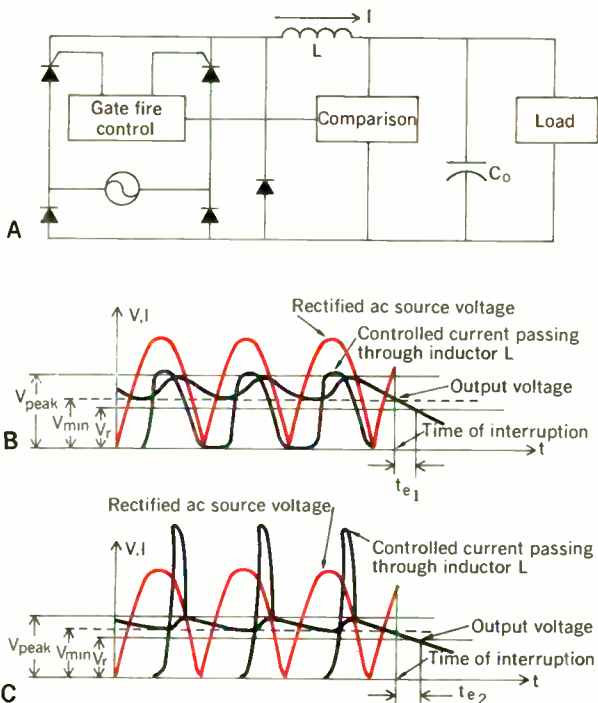 I
L
Gate fire
control
Comparison
Load
C₀
A
V,I
Rectified ac source voltage
Controlled current passing
through inductor L
Output voltage
Vpeak
Vmin
Vr
Time of interruption
t
B
te₁
Rectified ac source voltage
V,I
Controlled current passing
through inductor L
Output voltage
Vpeak
Vmin
Vr
Time of interruption
t
C
te₂